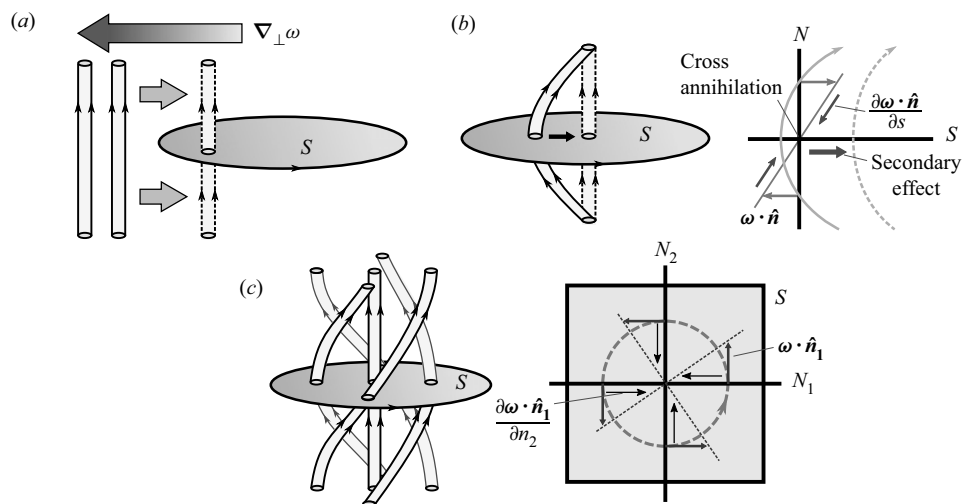 (a)
∇⊥ω
S
(b)
Cross
annihilation
N
∂ω · n̂
∂s
S
Secondary
effect
ω · n̂
S
(c)
S
N2
S
ω · n̂1
N1
∂ω · n̂1
∂n2